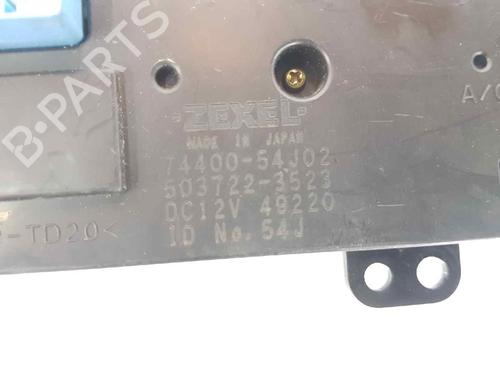 B-PARTS
A/C
ZEXEL
MADE IN JAPAN
74400-54J02
503722-3523
DC12V 49220
ID No. 54J
P-TD20<